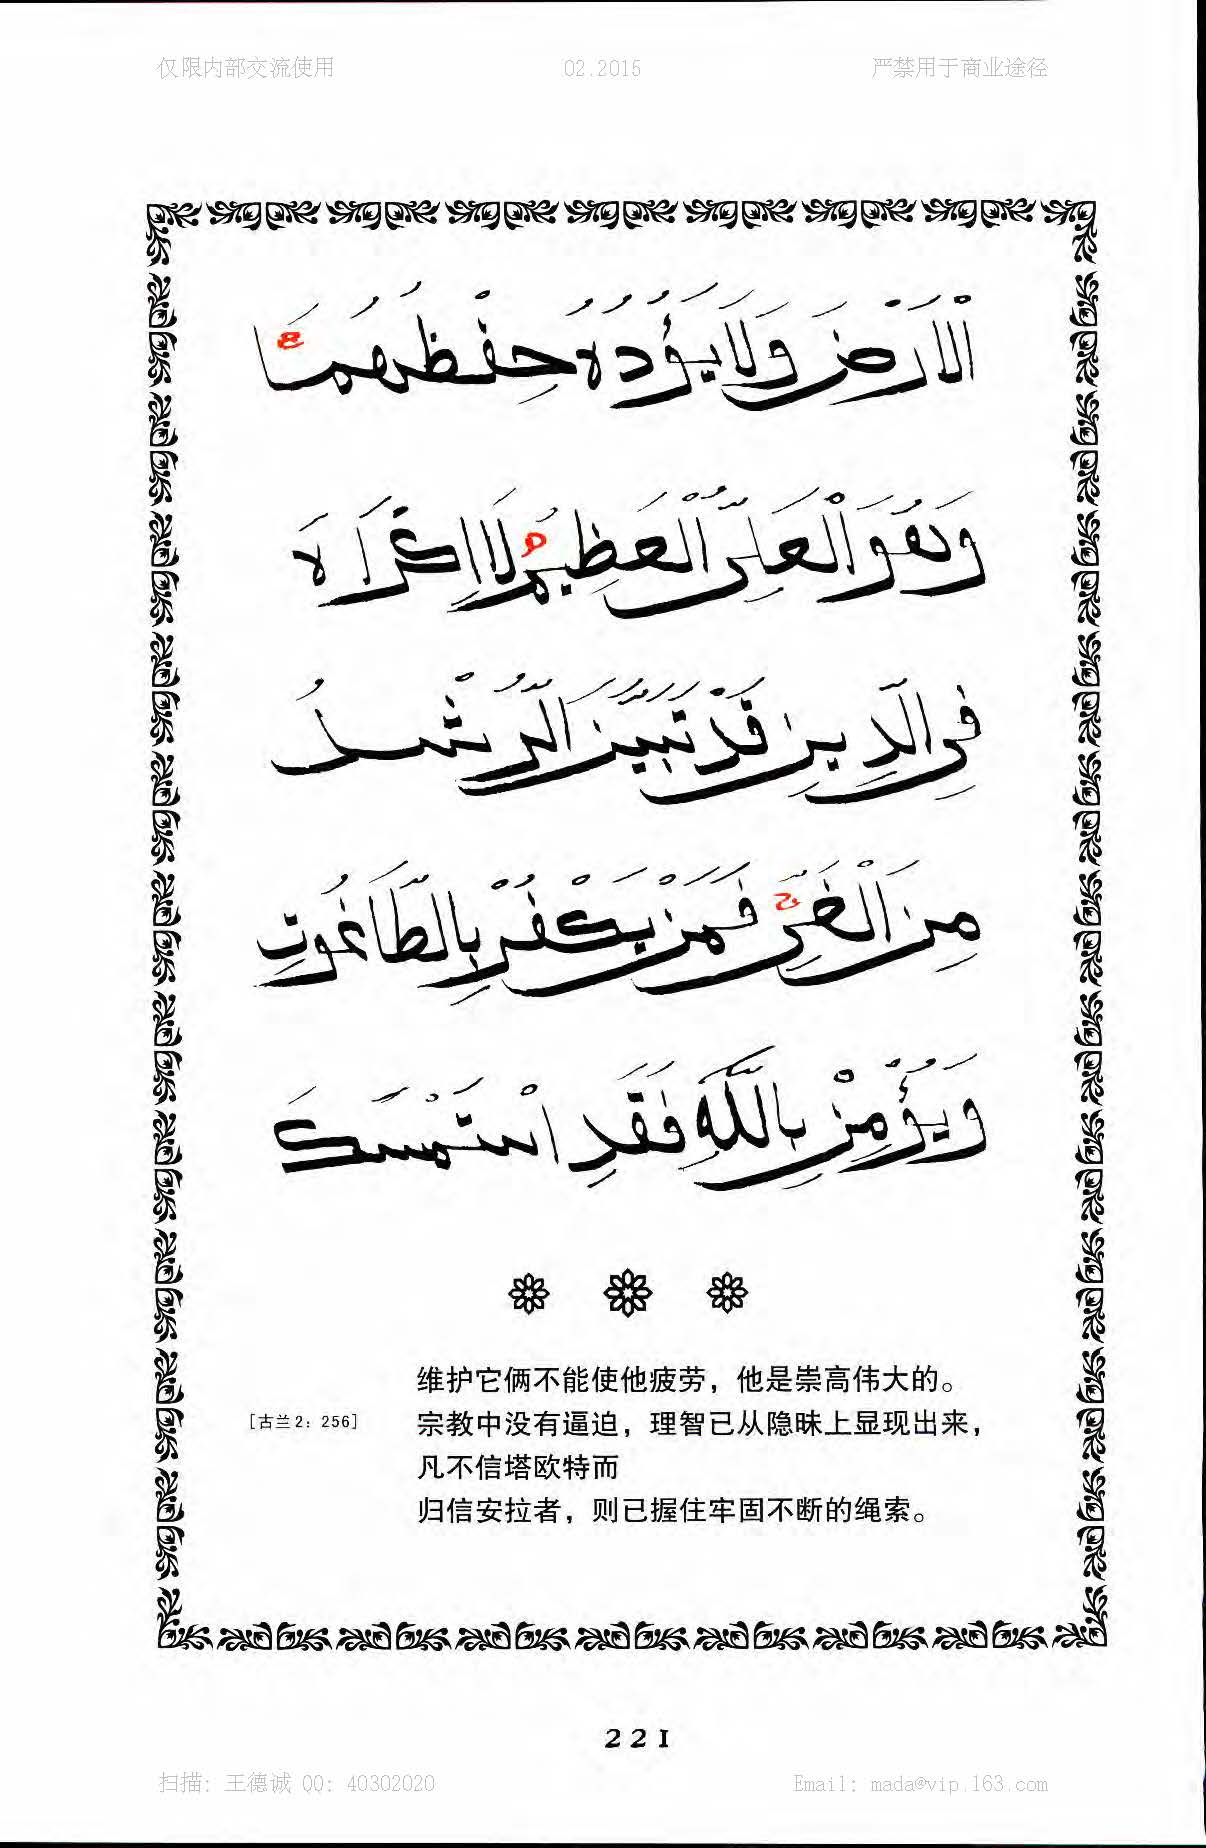 仅限内部交流使用 02.2015 严禁用于商业途径
الْاَرْضَ وَلَا يَؤُدُهُ حِفْظُهُمَا ع
وَهُوَ الْعَلِيُّ الْعَظِيمُ لَا اِكْرَاهَ
فِي الدِّينِ قَدْ تَبَيَّنَ الرُّشْدُ
مِنَ الْغَيِّ ج فَمَنْ يَكْفُرْ بِالطَّاغُوتِ
وَيُؤْمِنْ بِاللّٰهِ فَقَدِ اسْتَمْسَكَ
维护它俩不能使他疲劳，他是崇高伟大的。
[古兰2：256] 宗教中没有逼迫，理智已从隐昧上显现出来，
凡不信塔欧特而
归信安拉者，则已握住牢固不断的绳索。
221
扫描：王德诚 QQ：40302020 Email：mada@vip.163.com